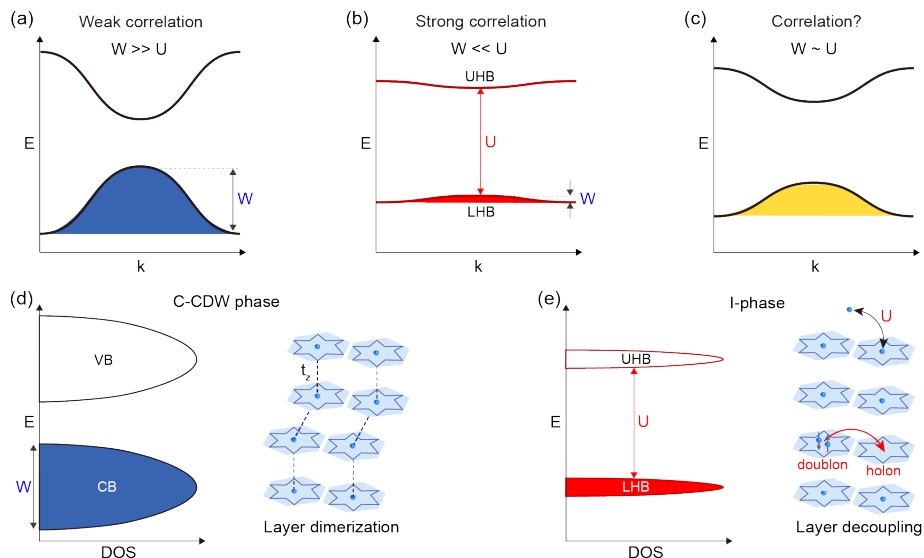 (a)
Weak correlation
W >> U
E
W
k
(b)
Strong correlation
W << U
UHB
E
U
LHB
W
k
(c)
Correlation?
W ~ U
E
k
(d)
C-CDW phase
VB
E
W
CB
DOS
t_z
Layer dimerization
(e)
I-phase
UHB
E
U
LHB
DOS
U
doublon
holon
Layer decoupling